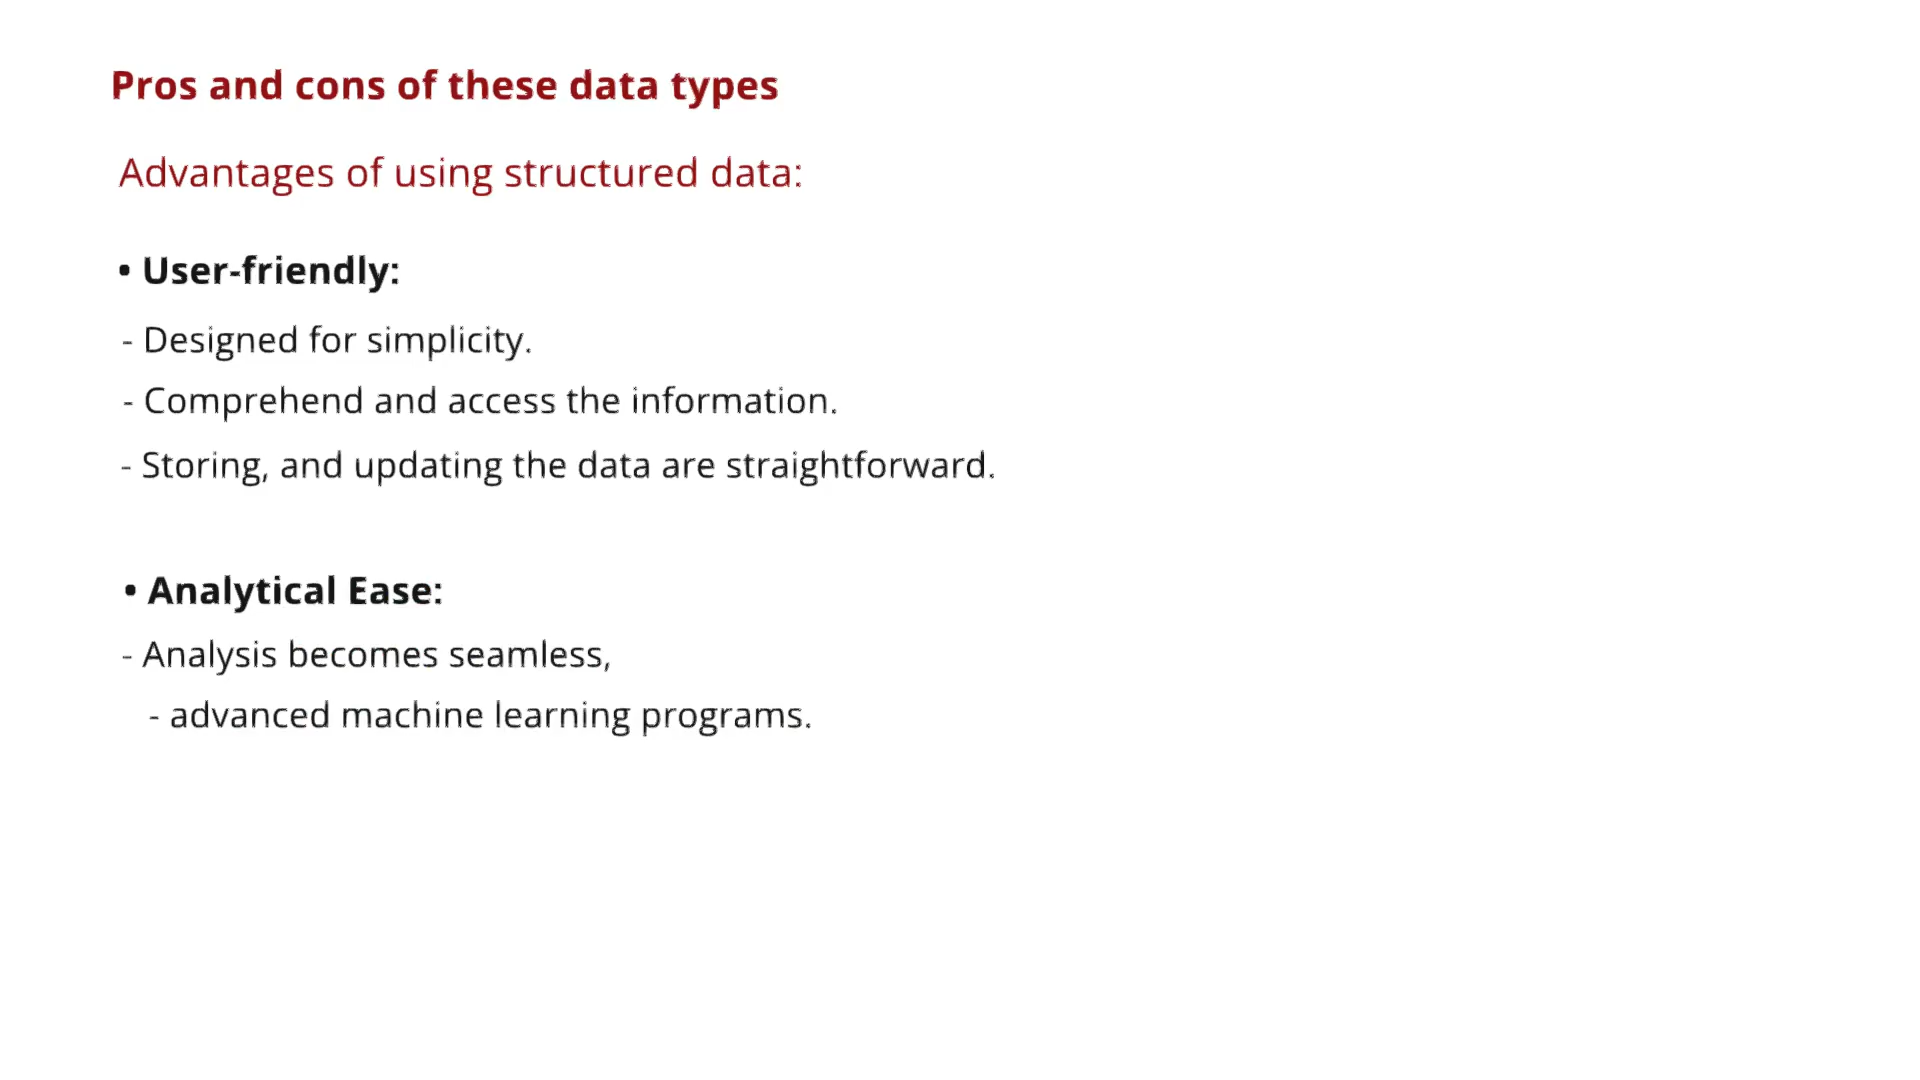 Pros and cons of these data types
Advantages of using structured data:
• User-friendly:
- Designed for simplicity.
- Comprehend and access the information.
- Storing, and updating the data are straightforward.
• Analytical Ease:
- Analysis becomes seamless,
- advanced machine learning programs.